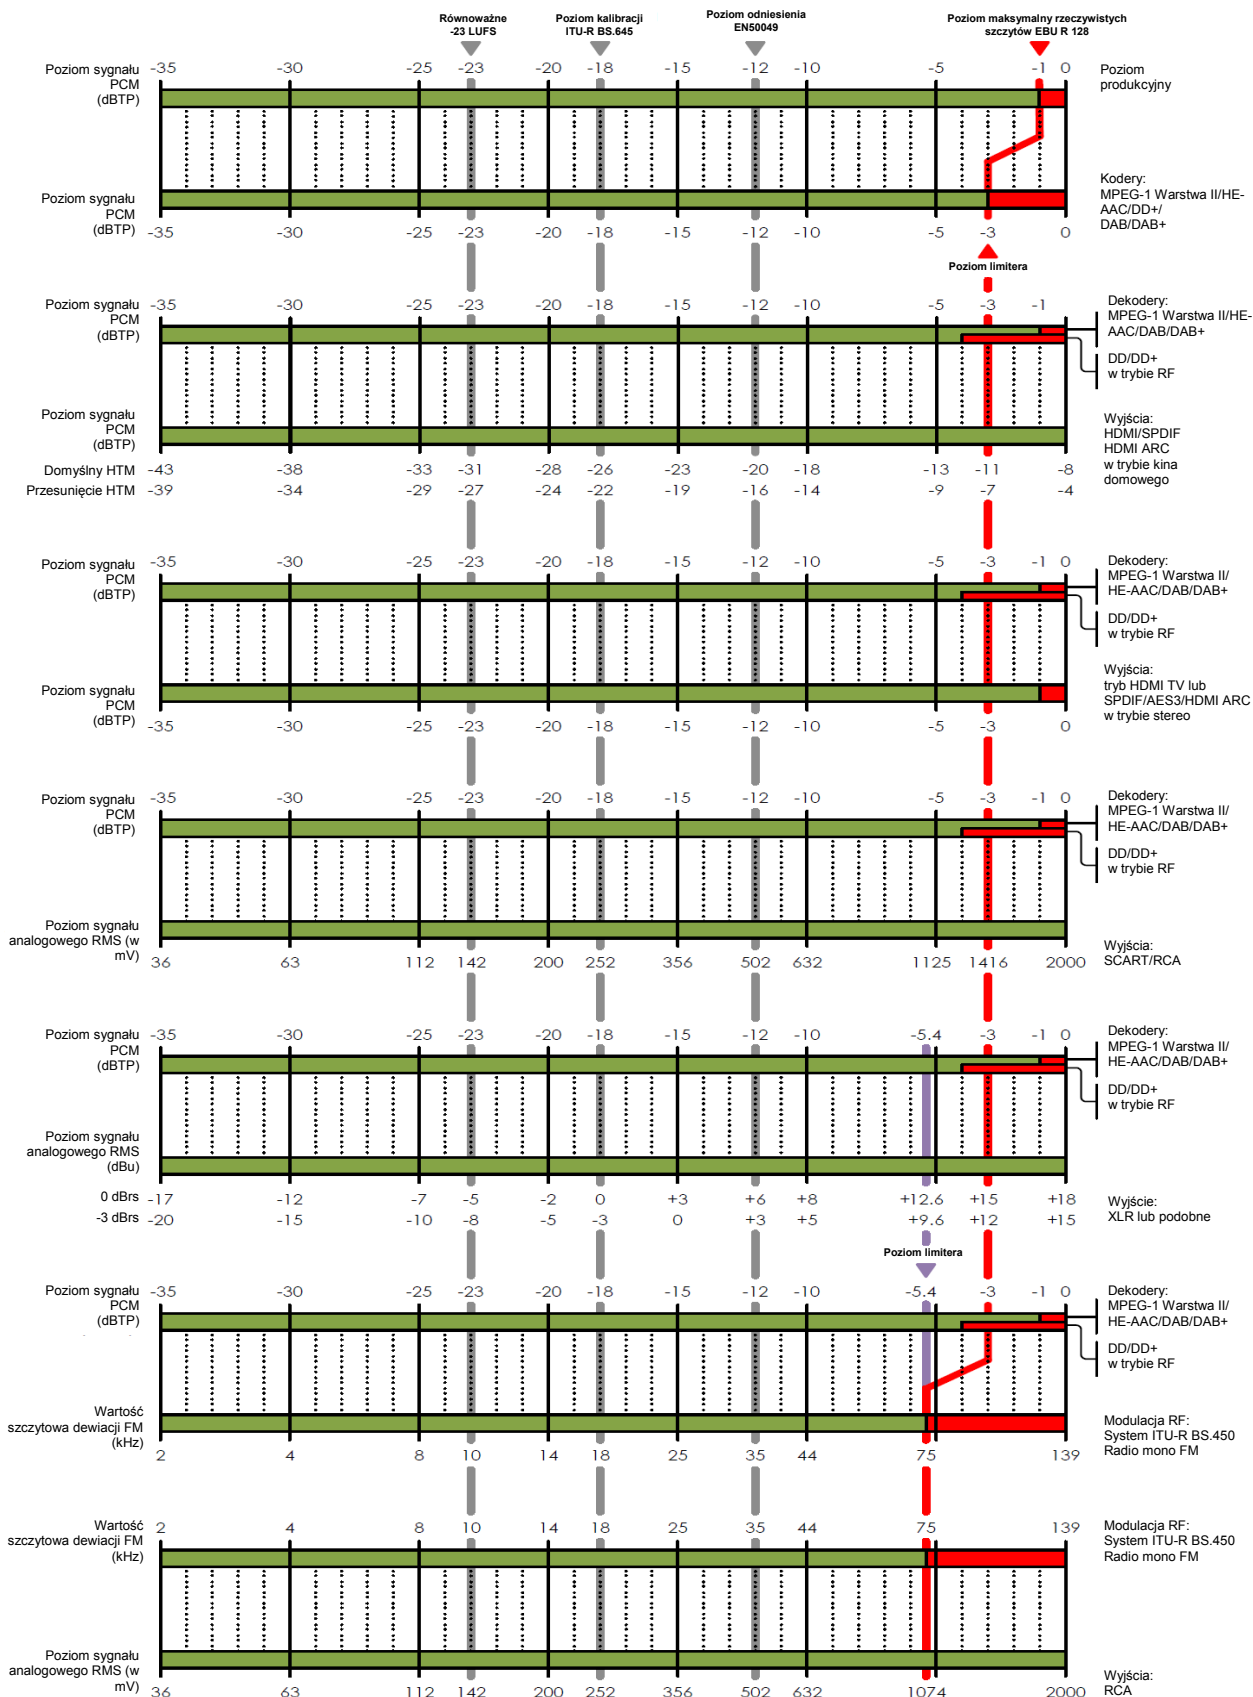 Równoważne
-23 LUFS
Poziom kalibracji
ITU-R BS.645
Poziom odniesienia
EN50049
Poziom maksymalny rzeczywistych
szczytów EBU R 128
Poziom sygnału
PCM
(dBTP)
-35 -30 -25 -23 -20 -18 -15 -12 -10 -5 -1 0
Poziom
produkcyjny
Poziom sygnału
PCM
(dBTP)
-35 -30 -25 -23 -20 -18 -15 -12 -10 -5 -3 0
Kodery:
MPEG-1 Warstwa II/HE-
AAC/DD+/
DAB/DAB+
Poziom limitera
Poziom sygnału
PCM
(dBTP)
-35 -30 -25 -23 -20 -18 -15 -12 -10 -5 -3 -1
Dekodery:
MPEG-1 Warstwa II/HE-
AAC/DAB/DAB+
DD/DD+
w trybie RF
Poziom sygnału
PCM
(dBTP)
Domyślny HTM -43 -38 -33 -31 -28 -26 -23 -20 -18 -13 -11 -8
Przesunięcie HTM -39 -34 -29 -27 -24 -22 -19 -16 -14 -9 -7 -4
Wyjścia:
HDMI/SPDIF
HDMI ARC
w trybie kina
domowego
Poziom sygnału
PCM
(dBTP)
-35 -30 -25 -23 -20 -18 -15 -12 -10 -5 -3 0
Dekodery:
MPEG-1 Warstwa II/
HE-AAC/DAB/DAB+
DD/DD+
w trybie RF
Poziom sygnału
PCM
(dBTP)
-35 -30 -25 -23 -20 -18 -15 -12 -10 -5 -3 0
Wyjścia:
tryb HDMI TV lub
SPDIF/AES3/HDMI ARC
w trybie stereo
Poziom sygnału
PCM
(dBTP)
-35 -30 -25 -23 -20 -18 -15 -12 -10 -5 -3 -1 0
Dekodery:
MPEG-1 Warstwa II/
HE-AAC/DAB/DAB+
DD/DD+
w trybie RF
Poziom sygnału
analogowego RMS (w
mV)
36 63 112 142 200 252 356 502 632 1125 1416 2000
Wyjścia:
SCART/RCA
Poziom sygnału
PCM
(dBTP)
-35 -30 -25 -23 -20 -18 -15 -12 -10 -5.4 -3 -1 0
Dekodery:
MPEG-1 Warstwa II/
HE-AAC/DAB/DAB+
DD/DD+
w trybie RF
Poziom sygnału
analogowego RMS
(dBu)
0 dBrs -17 -12 -7 -5 -2 0 +3 +6 +8 +12.6 +15 +18
-3 dBrs -20 -15 -10 -8 -5 -3 0 +3 +5 +9.6 +12 +15
Wyjście:
XLR lub podobne
Poziom limitera
Poziom sygnału
PCM
(dBTP)
-35 -30 -25 -23 -20 -18 -15 -12 -10 -5.4 -3 -1 0
Dekodery:
MPEG-1 Warstwa II/
HE-AAC/DAB/DAB+
DD/DD+
w trybie RF
Wartość
szczytowa dewiacji FM
(kHz)
2 4 8 10 14 18 25 35 44 75 139
Modulacja RF:
System ITU-R BS.450
Radio mono FM
Wartość
szczytowa dewiacji FM
(kHz)
2 4 8 10 14 18 25 35 44 75 139
Modulacja RF:
System ITU-R BS.450
Radio mono FM
Poziom sygnału
analogowego RMS (w
mV)
36 63 112 142 200 252 356 502 632 1074 2000
Wyjścia:
RCA